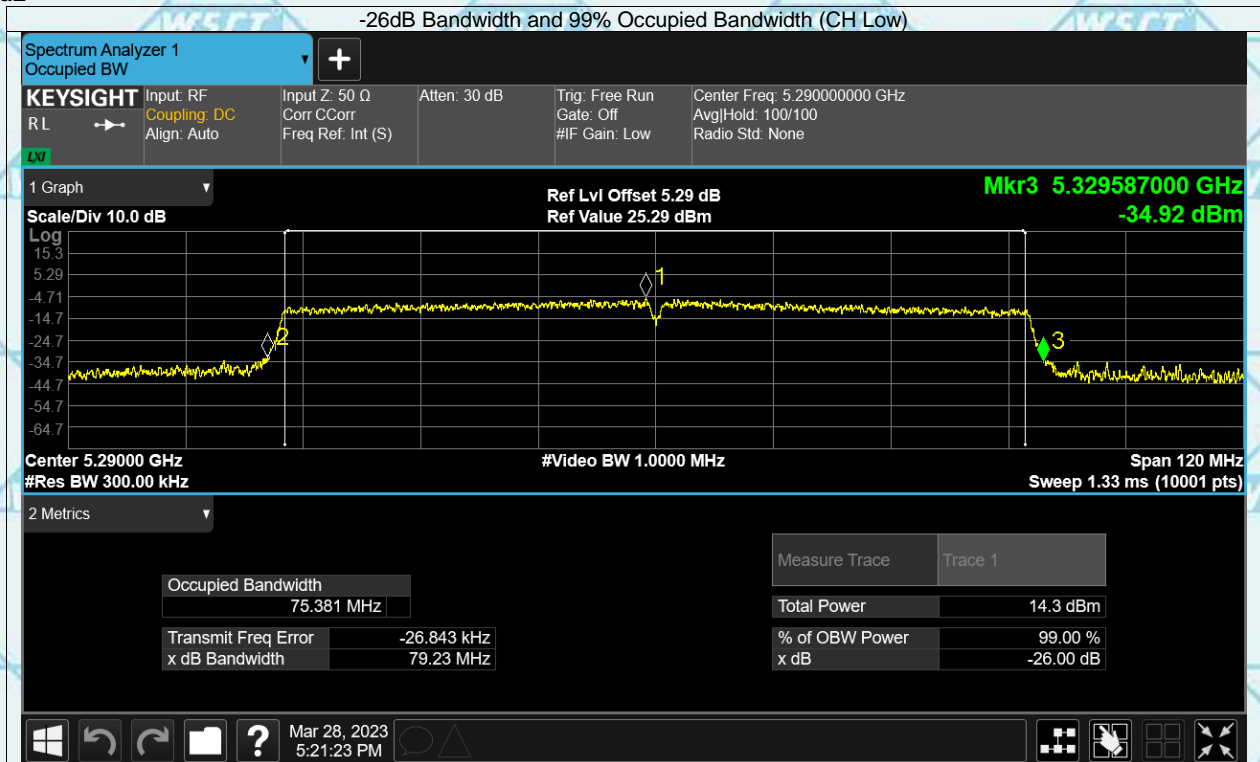 -26dB Bandwidth and 99% Occupied Bandwidth (CH Low)
Spectrum Analyzer 1
Occupied BW
KEYSIGHT
RL
LXI
Input: RF
Coupling: DC
Align: Auto
Input Z: 50 Ω
Corr CCorr
Freq Ref: Int (S)
Atten: 30 dB
Trig: Free Run
Gate: Off
#IF Gain: Low
Center Freq: 5.290000000 GHz
Avg|Hold: 100/100
Radio Std: None
1 Graph
Scale/Div 10.0 dB
Ref Lvl Offset 5.29 dB
Ref Value 25.29 dBm
Mkr3 5.329587000 GHz
-34.92 dBm
Log
15.3
5.29
-4.71
-14.7
-24.7
-34.7
-44.7
-54.7
-64.7
1
2
3
Center 5.29000 GHz
#Video BW 1.0000 MHz
Span 120 MHz
#Res BW 300.00 kHz
Sweep 1.33 ms (10001 pts)
2 Metrics
Measure Trace Trace 1
Occupied Bandwidth
75.381 MHz
Total Power 14.3 dBm
Transmit Freq Error -26.843 kHz
% of OBW Power 99.00 %
x dB Bandwidth 79.23 MHz
x dB -26.00 dB
Mar 28, 2023
5:21:23 PM